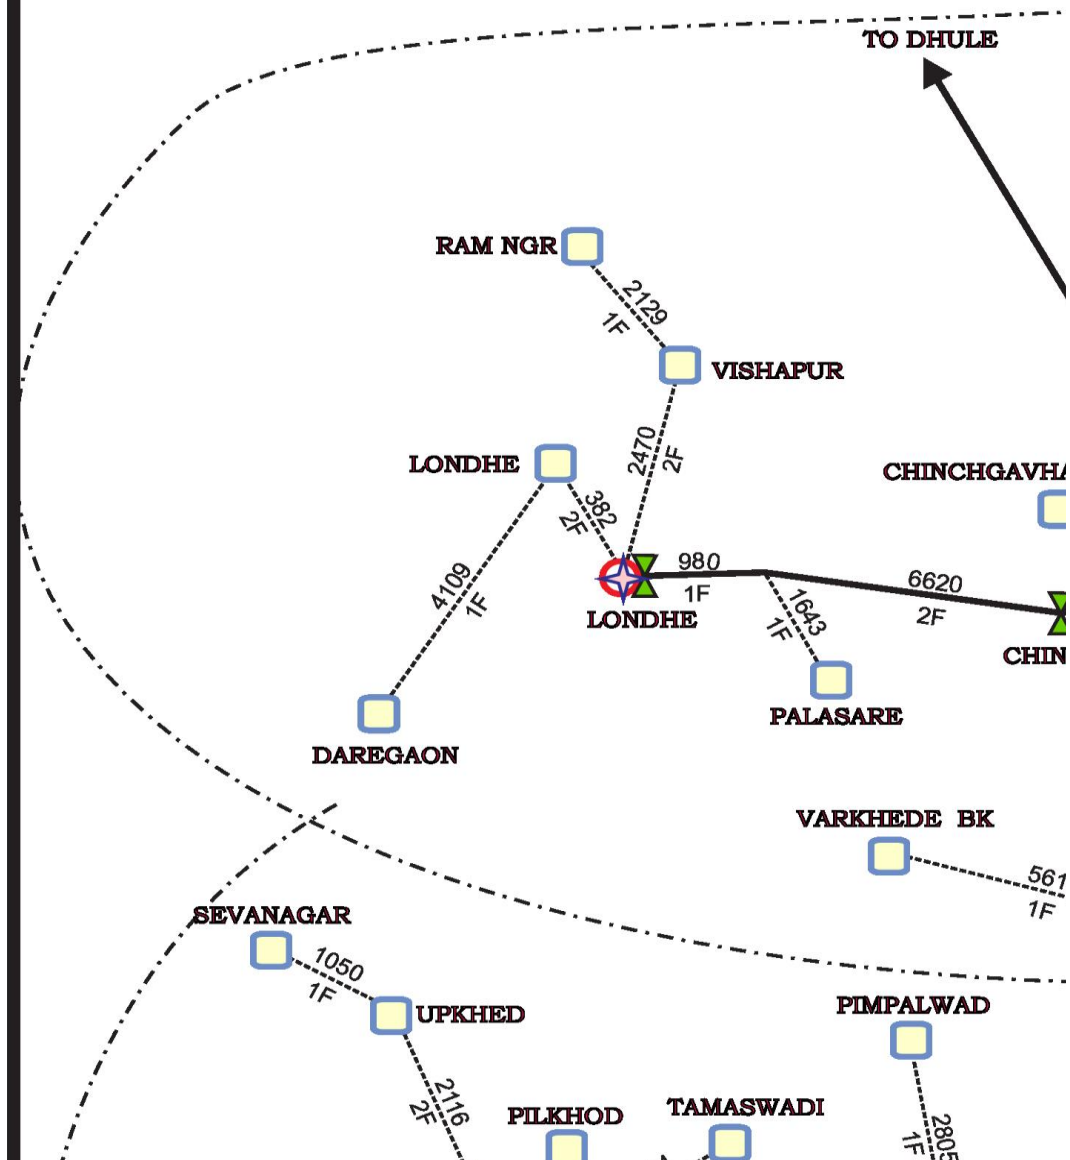 TO DHULE
RAM NGR
2129
1F
VISHAPUR
2470
2F
LONDHE
382
2F
CHINCHGAVHA
4109
1F
980
1F
6620
2F
LONDHE
1643
1F
CHIN
PALASARE
DAREGAON
VARKHEDE BK
561
1F
SEVANAGAR
1050
1F
UPKHED
PIMPALWAD
2116
2F
PILKHOD
TAMASWADI
2805
1F